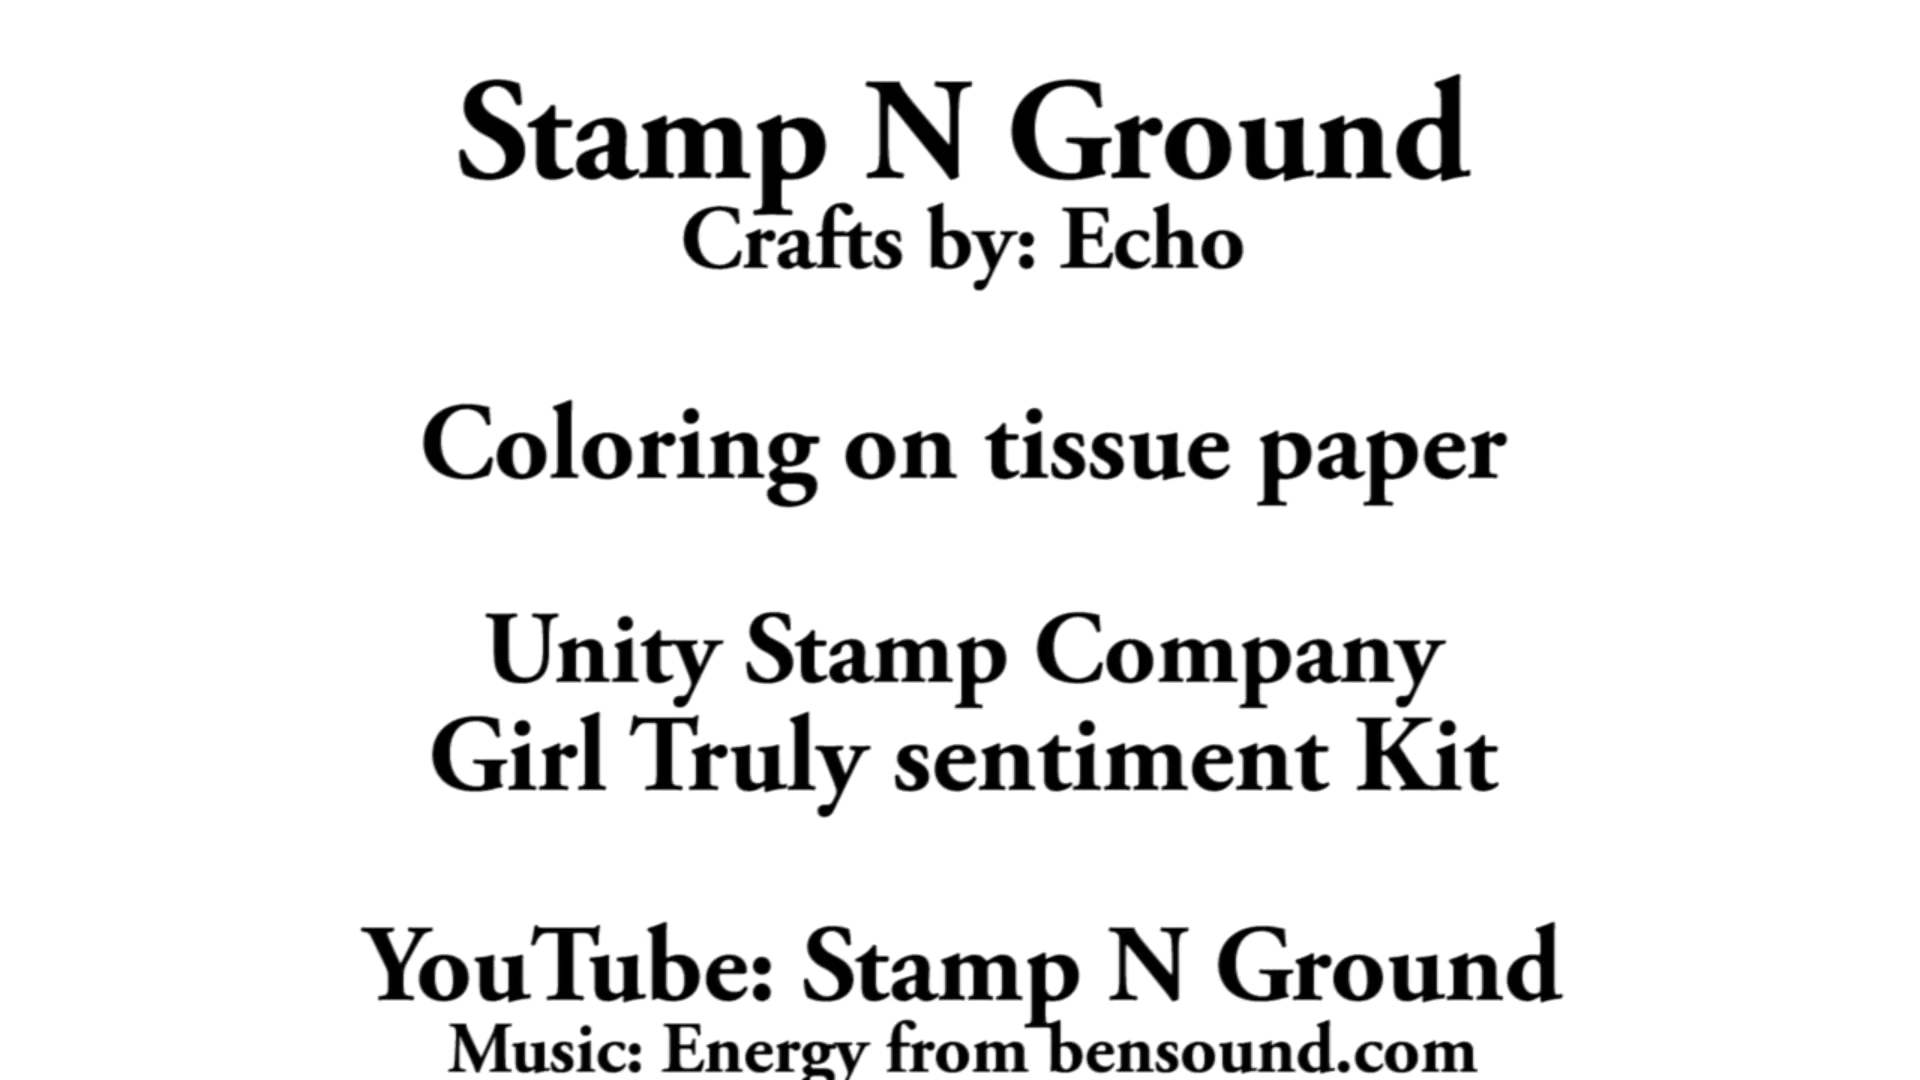 Stamp N Ground
Crafts by: Echo
Coloring on tissue paper
Unity Stamp Company
Girl Truly sentiment Kit
YouTube: Stamp N Ground
Music: Energy from bensound.com